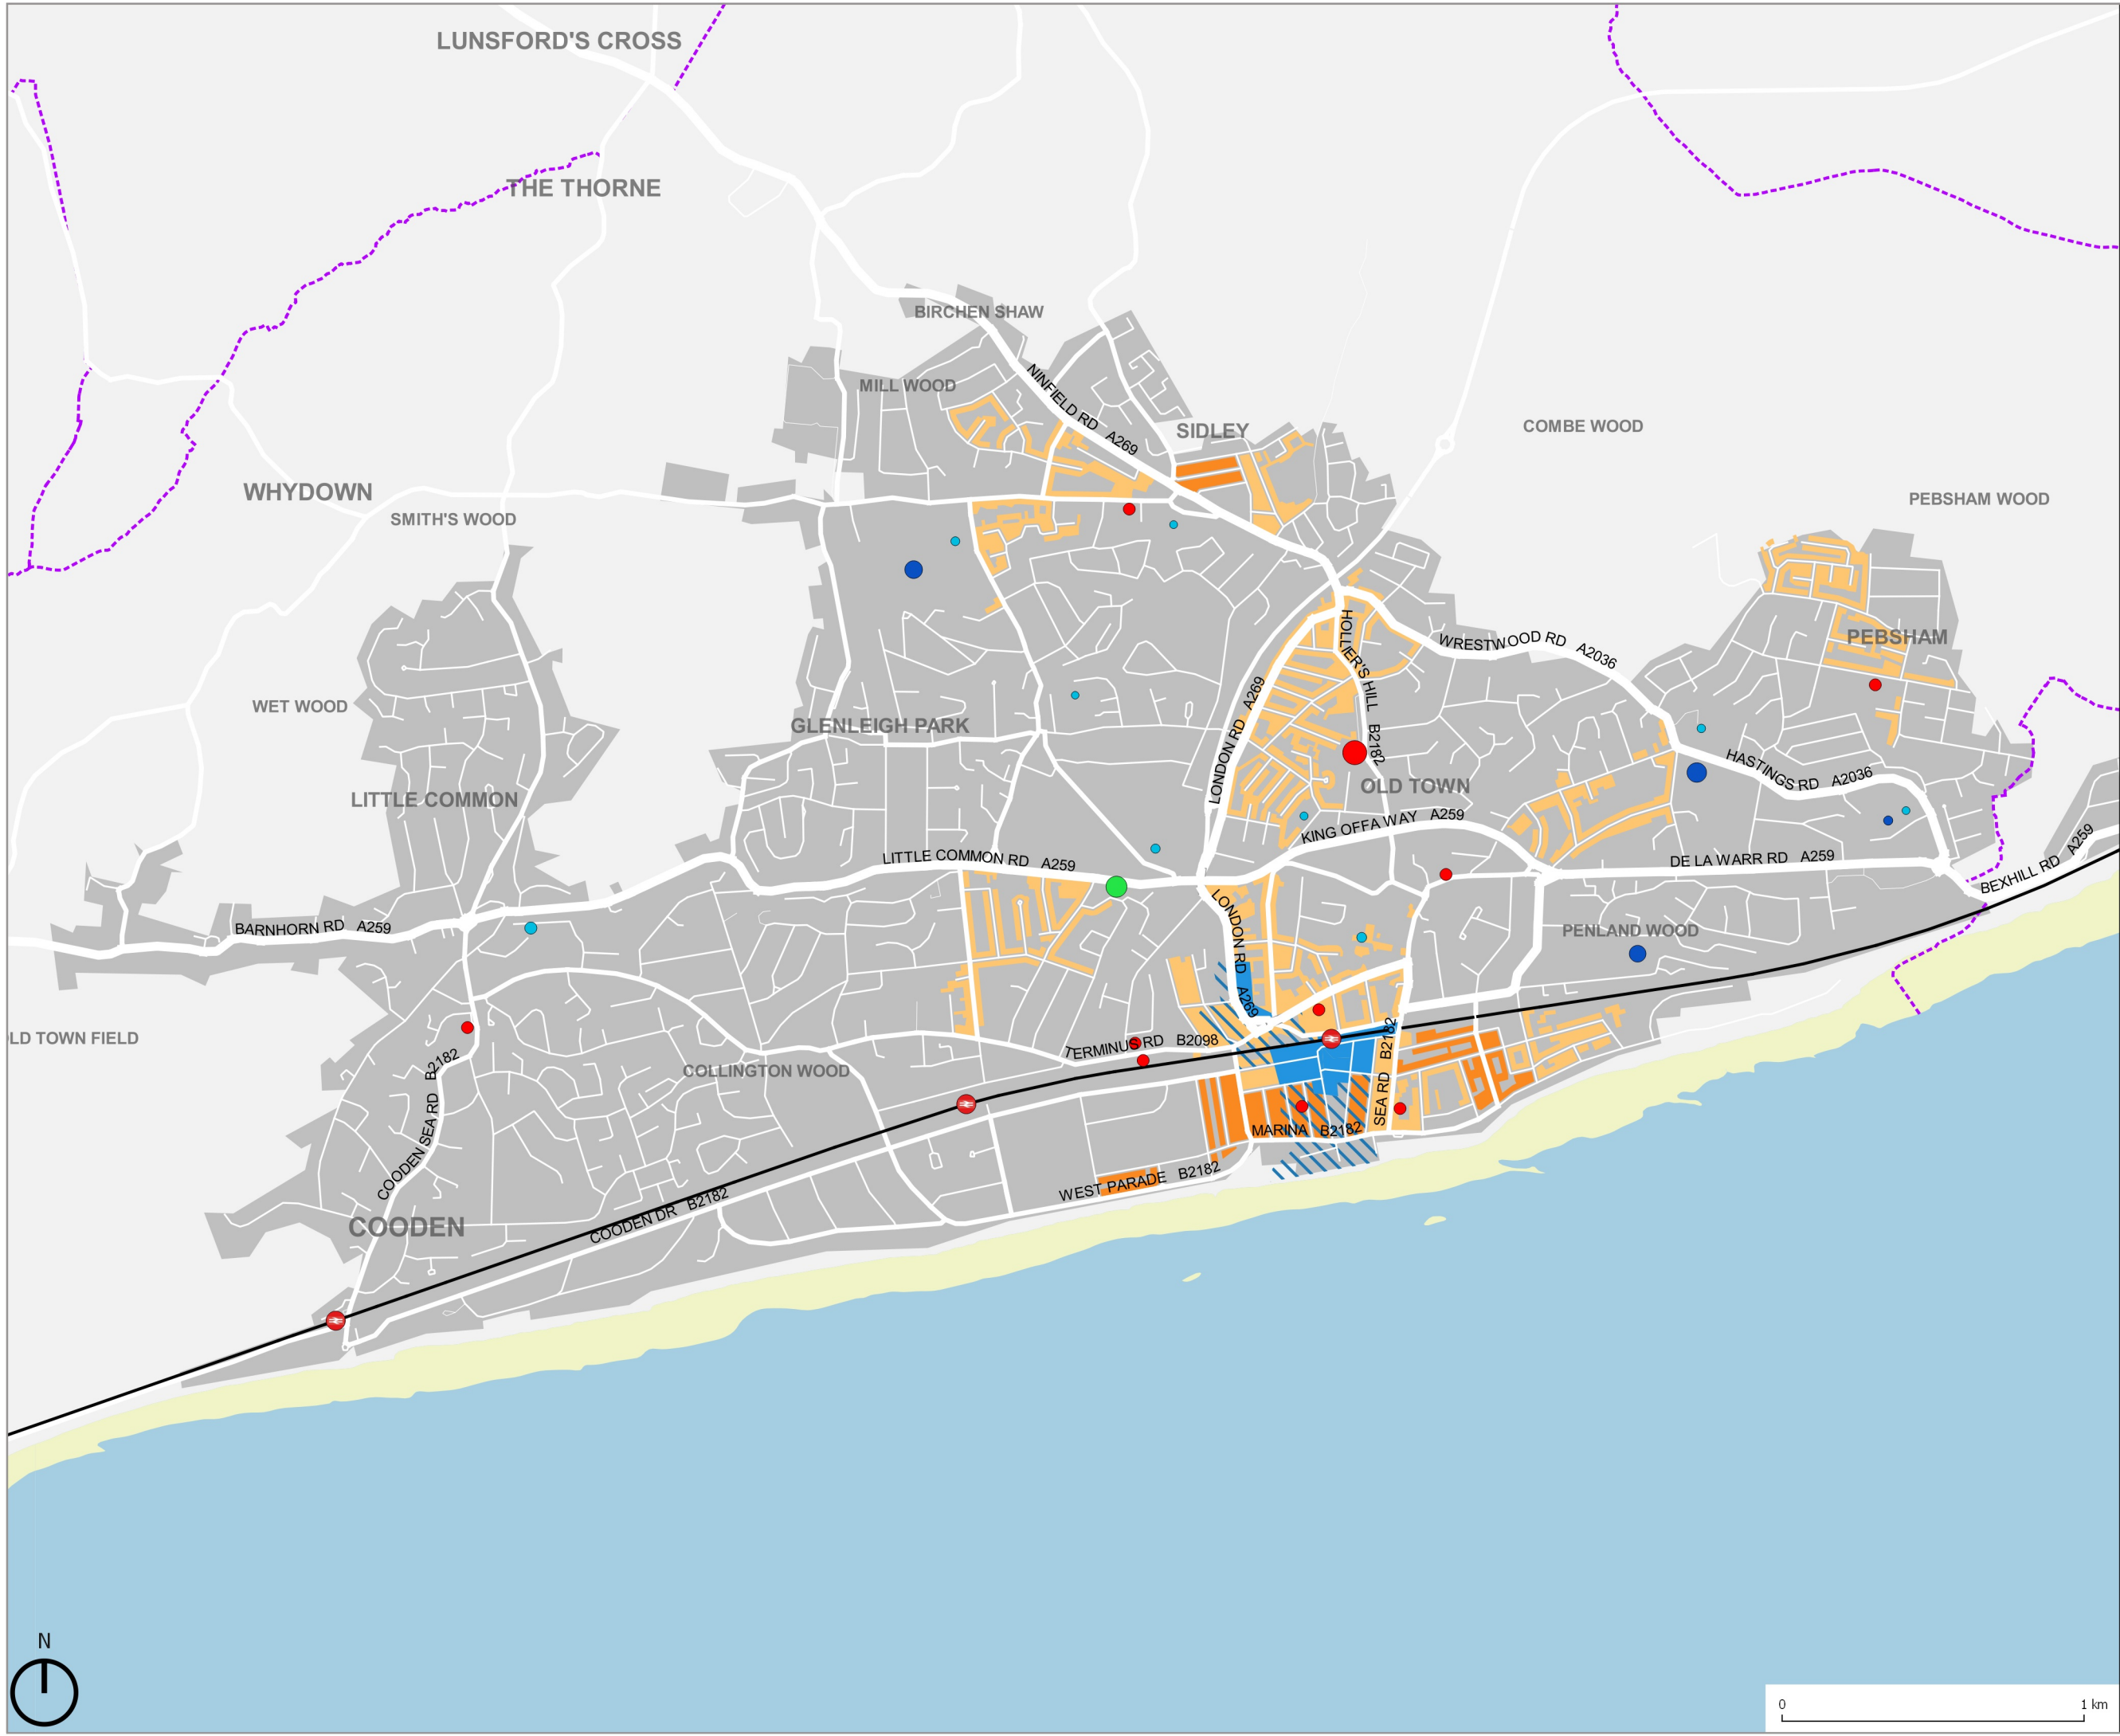 LUNSFORD'S CROSS
THE THORNE
BIRCHEN SHAW
MILL WOOD
NINFIELD RD A269
SIDLEY
COMBE WOOD
WHYDOWN
SMITH'S WOOD
PEBSHAM WOOD
HOLLIER'S HILL B2182
WRESTWOOD RD A2036
PEBSHAM
WET WOOD
GLENLEIGH PARK
LONDON RD A269
LITTLE COMMON
OLD TOWN
HASTINGS RD A2036
KING OFFA WAY A259
LITTLE COMMON RD A259
DE LA WARR RD A259
BEXHILL RD A259
BARNHORN RD A259
LONDON RD A269
PENLAND WOOD
LD TOWN FIELD
TERMINUS RD B2098
B2182
COLLINGTON WOOD
SEA RD B2182
COODEN SEA RD
MARINA B2182
WEST PARADE B2182
COODEN DR B2182
COODEN
N
0 1 km